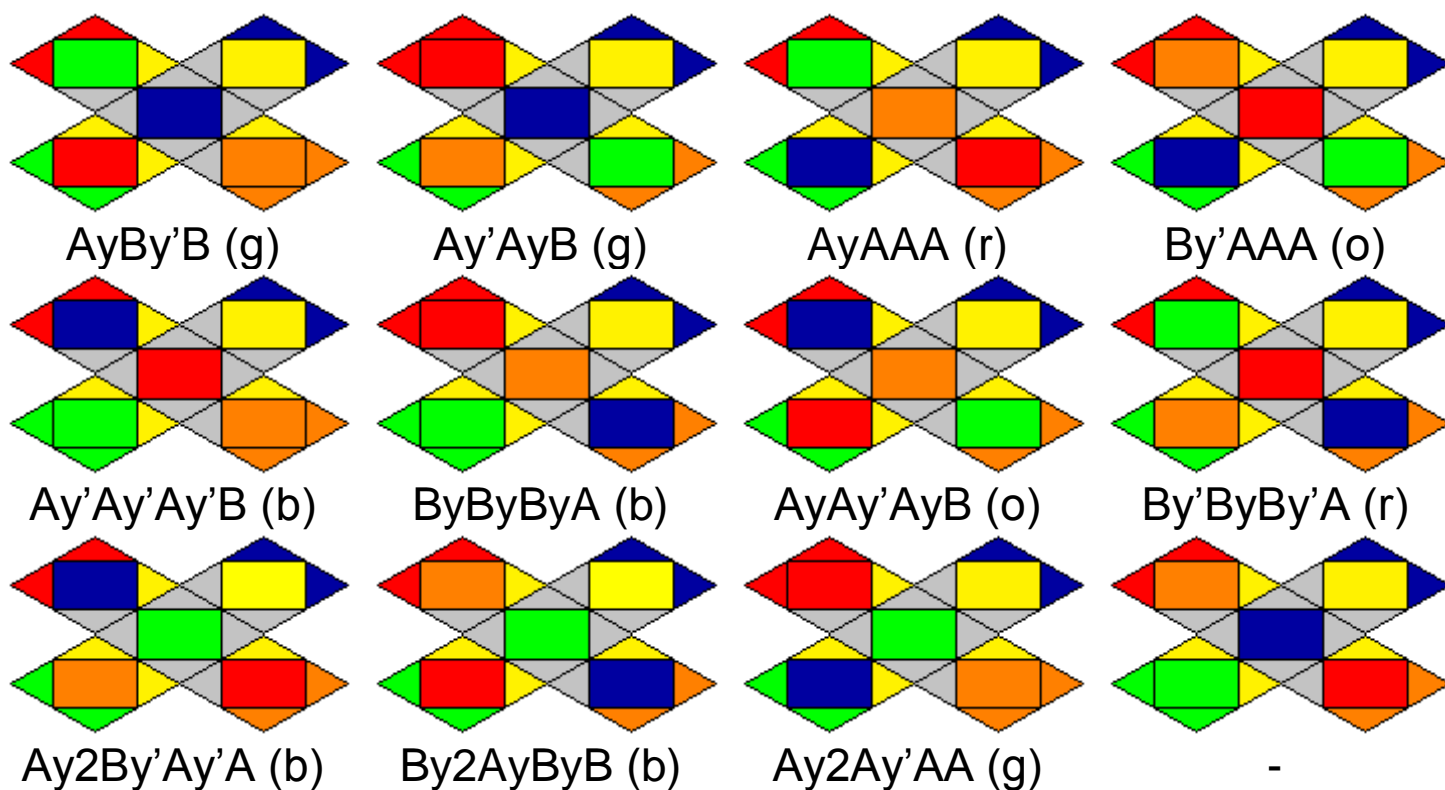 AyBy’B (g) Ay’AyB (g) AyAAA (r) By’AAA (o)
Ay’Ay’Ay’B (b) ByByByA (b) AyAy’AyB (o) By’ByBy’A (r)
Ay2By’Ay’A (b) By2AyByB (b) Ay2Ay’AA (g) -